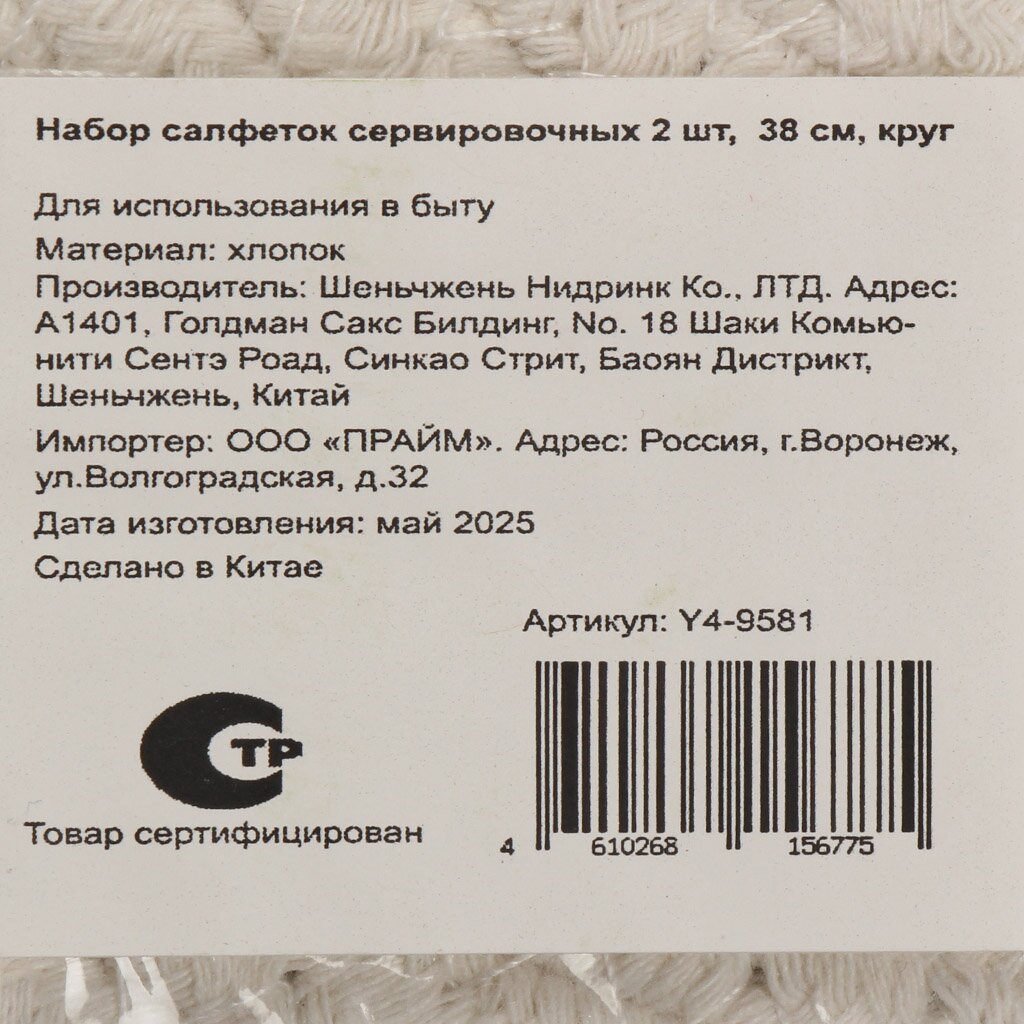 Набор салфеток сервировочных 2 шт, 38 см, круг
Для использования в быту
Материал: хлопок
Производитель: Шеньчжень Нидринк Ко., ЛТД. Адрес:
А1401, Голдман Сакс Билдинг, No. 18 Шаки Комью-
нити Сентэ Роад, Синкао Стрит, Баоян Дистрикт,
Шеньчжень, Китай
Импортер: ООО «ПРАЙМ». Адрес: Россия, г.Воронеж,
ул.Волгоградская, д.32
Дата изготовления: май 2025
Сделано в Китае
Артикул: Y4-9581
ТР
Товар сертифицирован
4 610268 156775